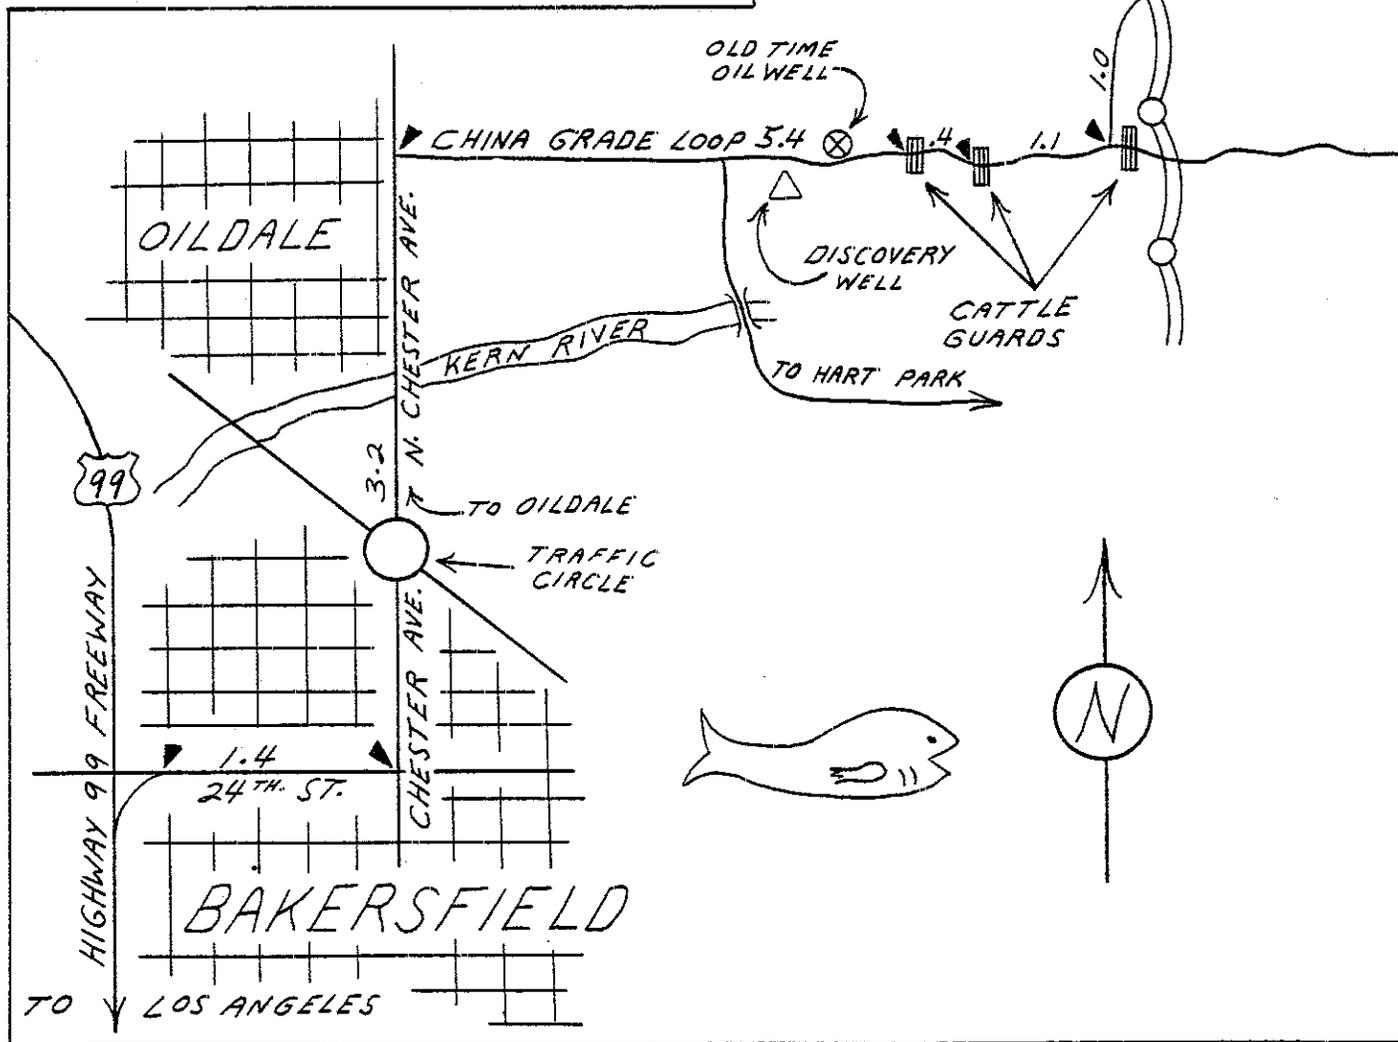 OLD TIME
OIL WELL
1.0
CHINA GRADE LOOP 5.4
.4
1.1
OILDALE
DISCOVERY
WELL
CATTLE
GUARDS
KERN RIVER
TO HART PARK
N. CHESTER AVE.
99
3.2
TO OILDALE
TRAFFIC
CIRCLE
CHESTER AVE.
HIGHWAY 99 FREEWAY
N
1.4
24TH. ST.
BAKERSFIELD
TO LOS ANGELES